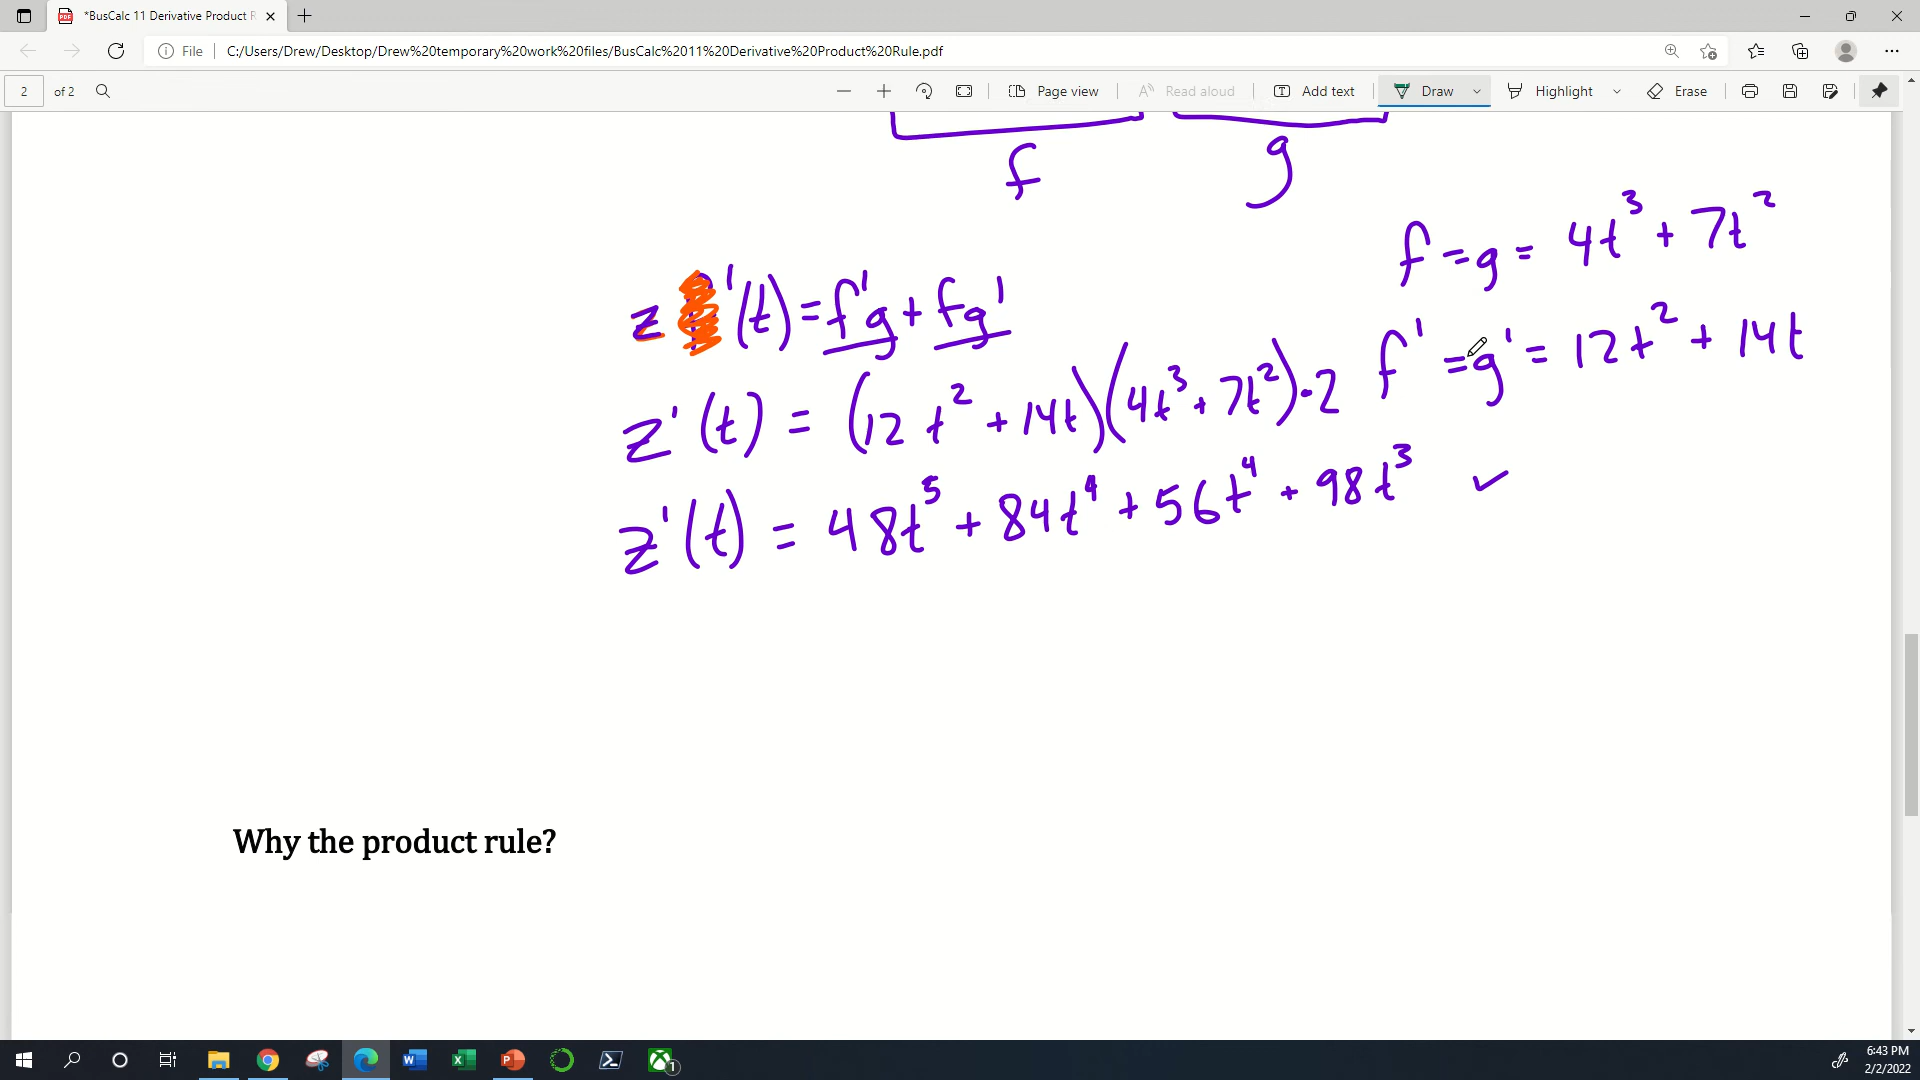 *BusCalc 11 Derivative Product R
File C:/Users/Drew/Desktop/Drew%20temporary%20work%20files/BusCalc%2011%20Derivative%20Product%20Rule.pdf
2 of 2 Page view Read aloud Add text Draw Highlight Erase
f g
f = g = 4t³ + 7t²
z '(t) = f'g + fg'
f' = g' = 12t² + 14t
z'(t) = (12t² + 14t)(4t³ + 7t²)·2
z'(t) = 48t⁵ + 84t⁴ + 56t⁴ + 98t³ ✓
Why the product rule?
1
6:43 PM
2/2/2022